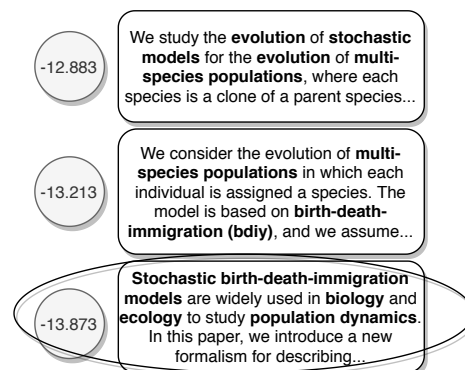 -12.883
We study the evolution of stochastic
models for the evolution of multi-
species populations, where each
species is a clone of a parent species...
-13.213
We consider the evolution of multi-
species populations in which each
individual is assigned a species. The
model is based on birth-death-
immigration (bdiy), and we assume...
-13.873
Stochastic birth-death-immigration
models are widely used in biology and
ecology to study population dynamics.
In this paper, we introduce a new
formalism for describing...